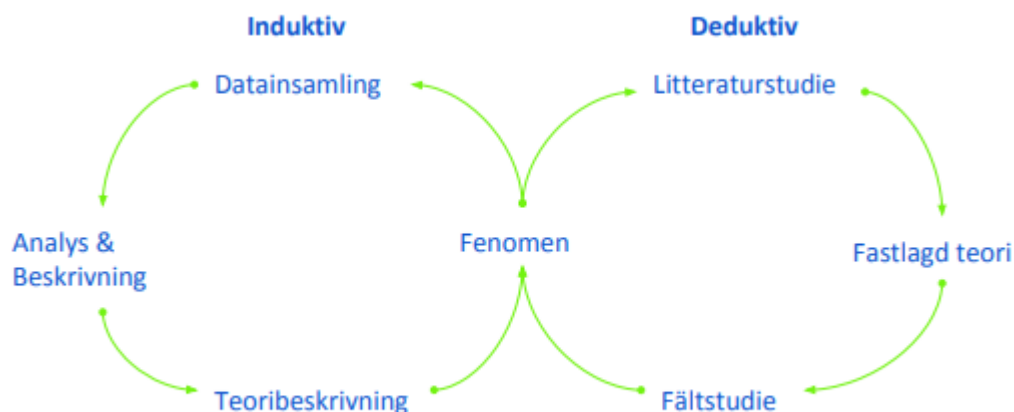 Induktiv
Deduktiv
Datainsamling
Litteraturstudie
Analys &
Beskrivning
Fenomen
Fastlagd teori
Teoribeskrivning
Fältstudie